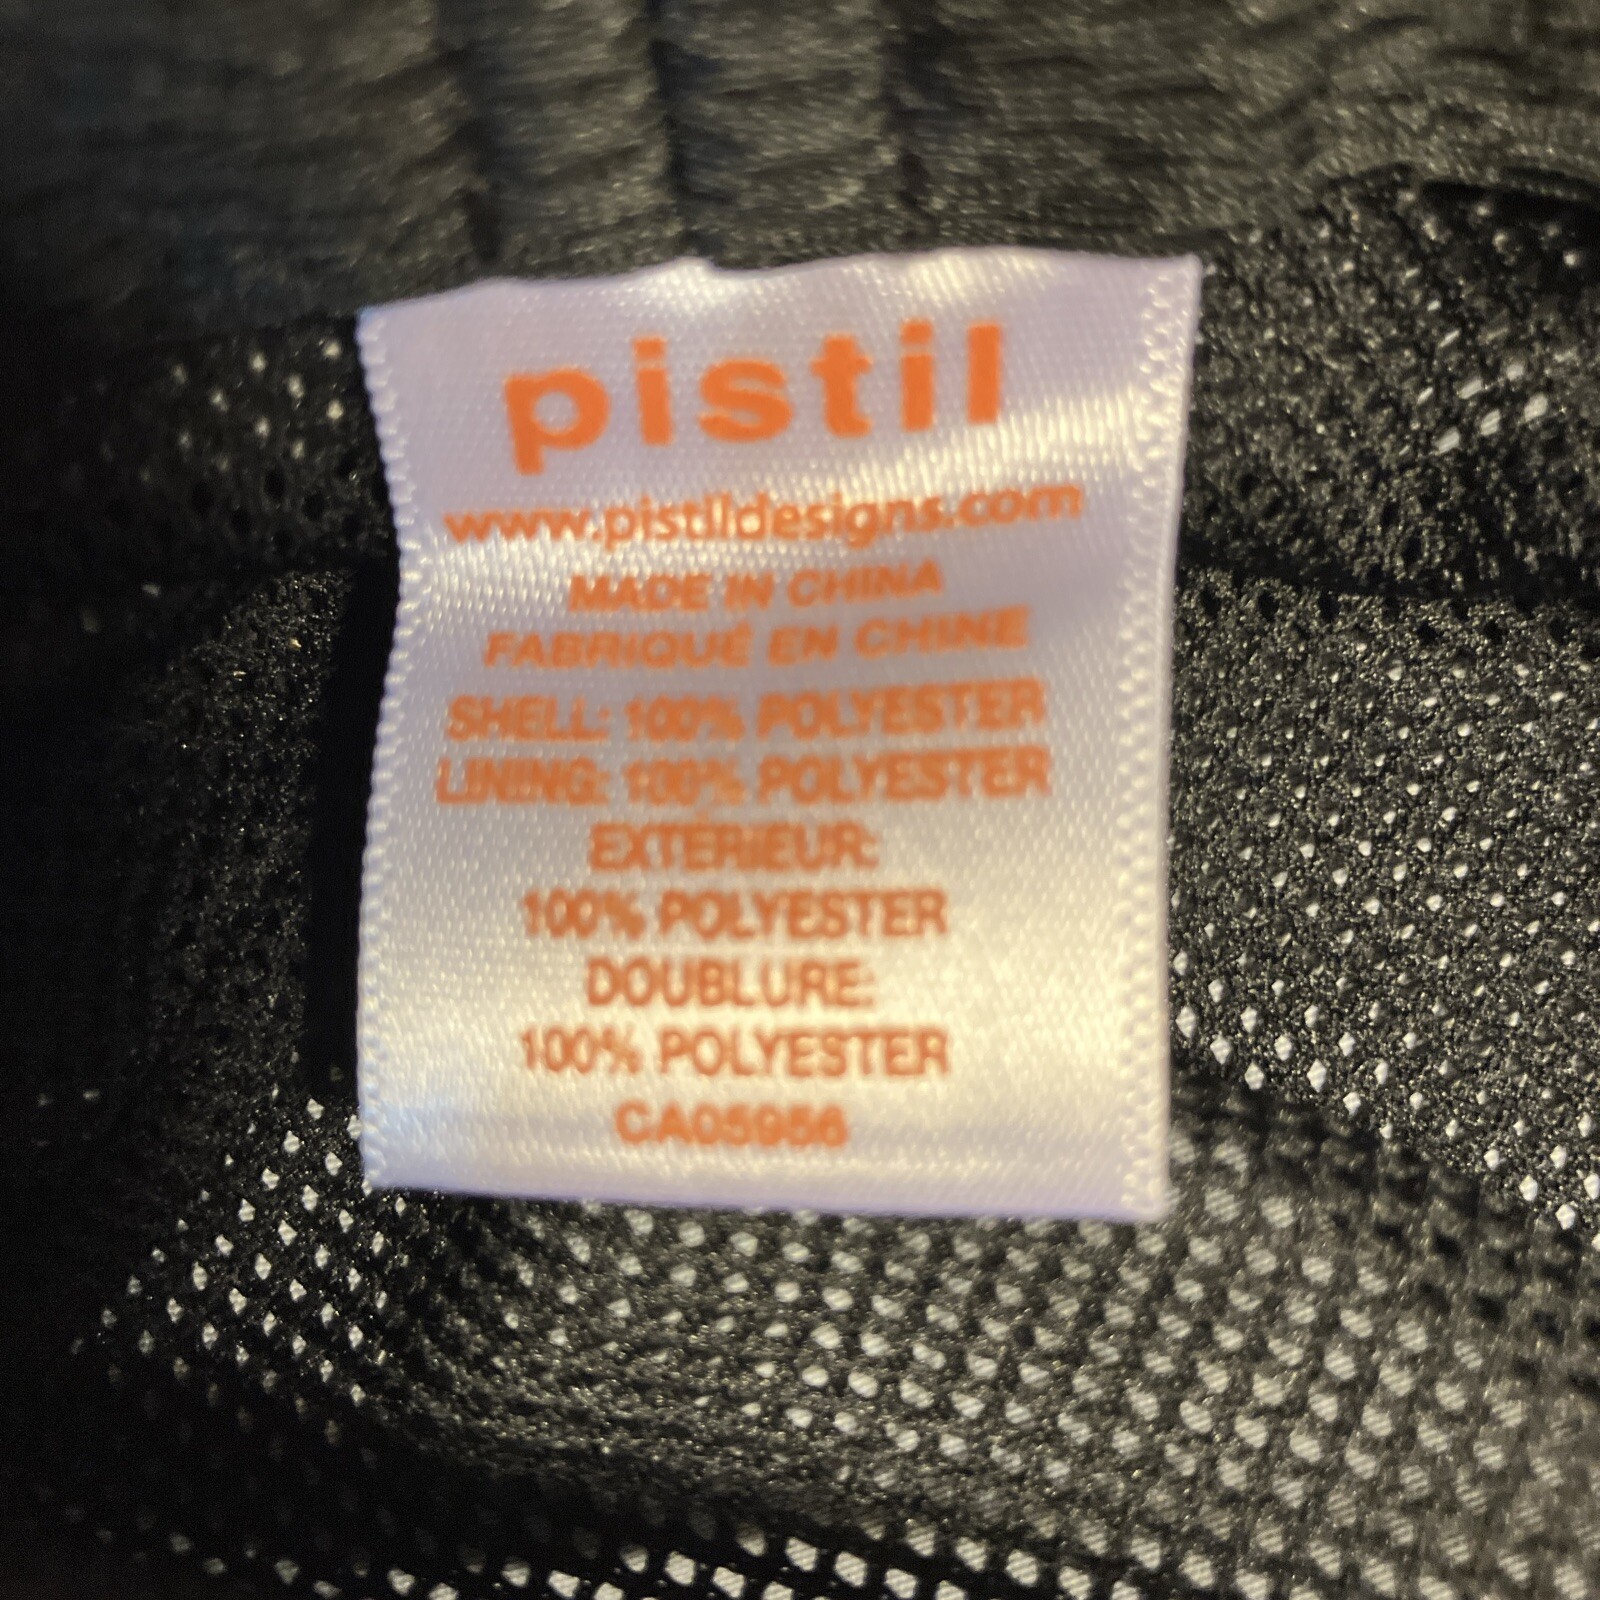 pistil
www.pistildesigns.com
MADE IN CHINA
FABRIQUÉ EN CHINE
SHELL: 100% POLYESTER
LINING: 100% POLYESTER
EXTÉRIEUR:
100% POLYESTER
DOUBLURE:
100% POLYESTER
CA05956